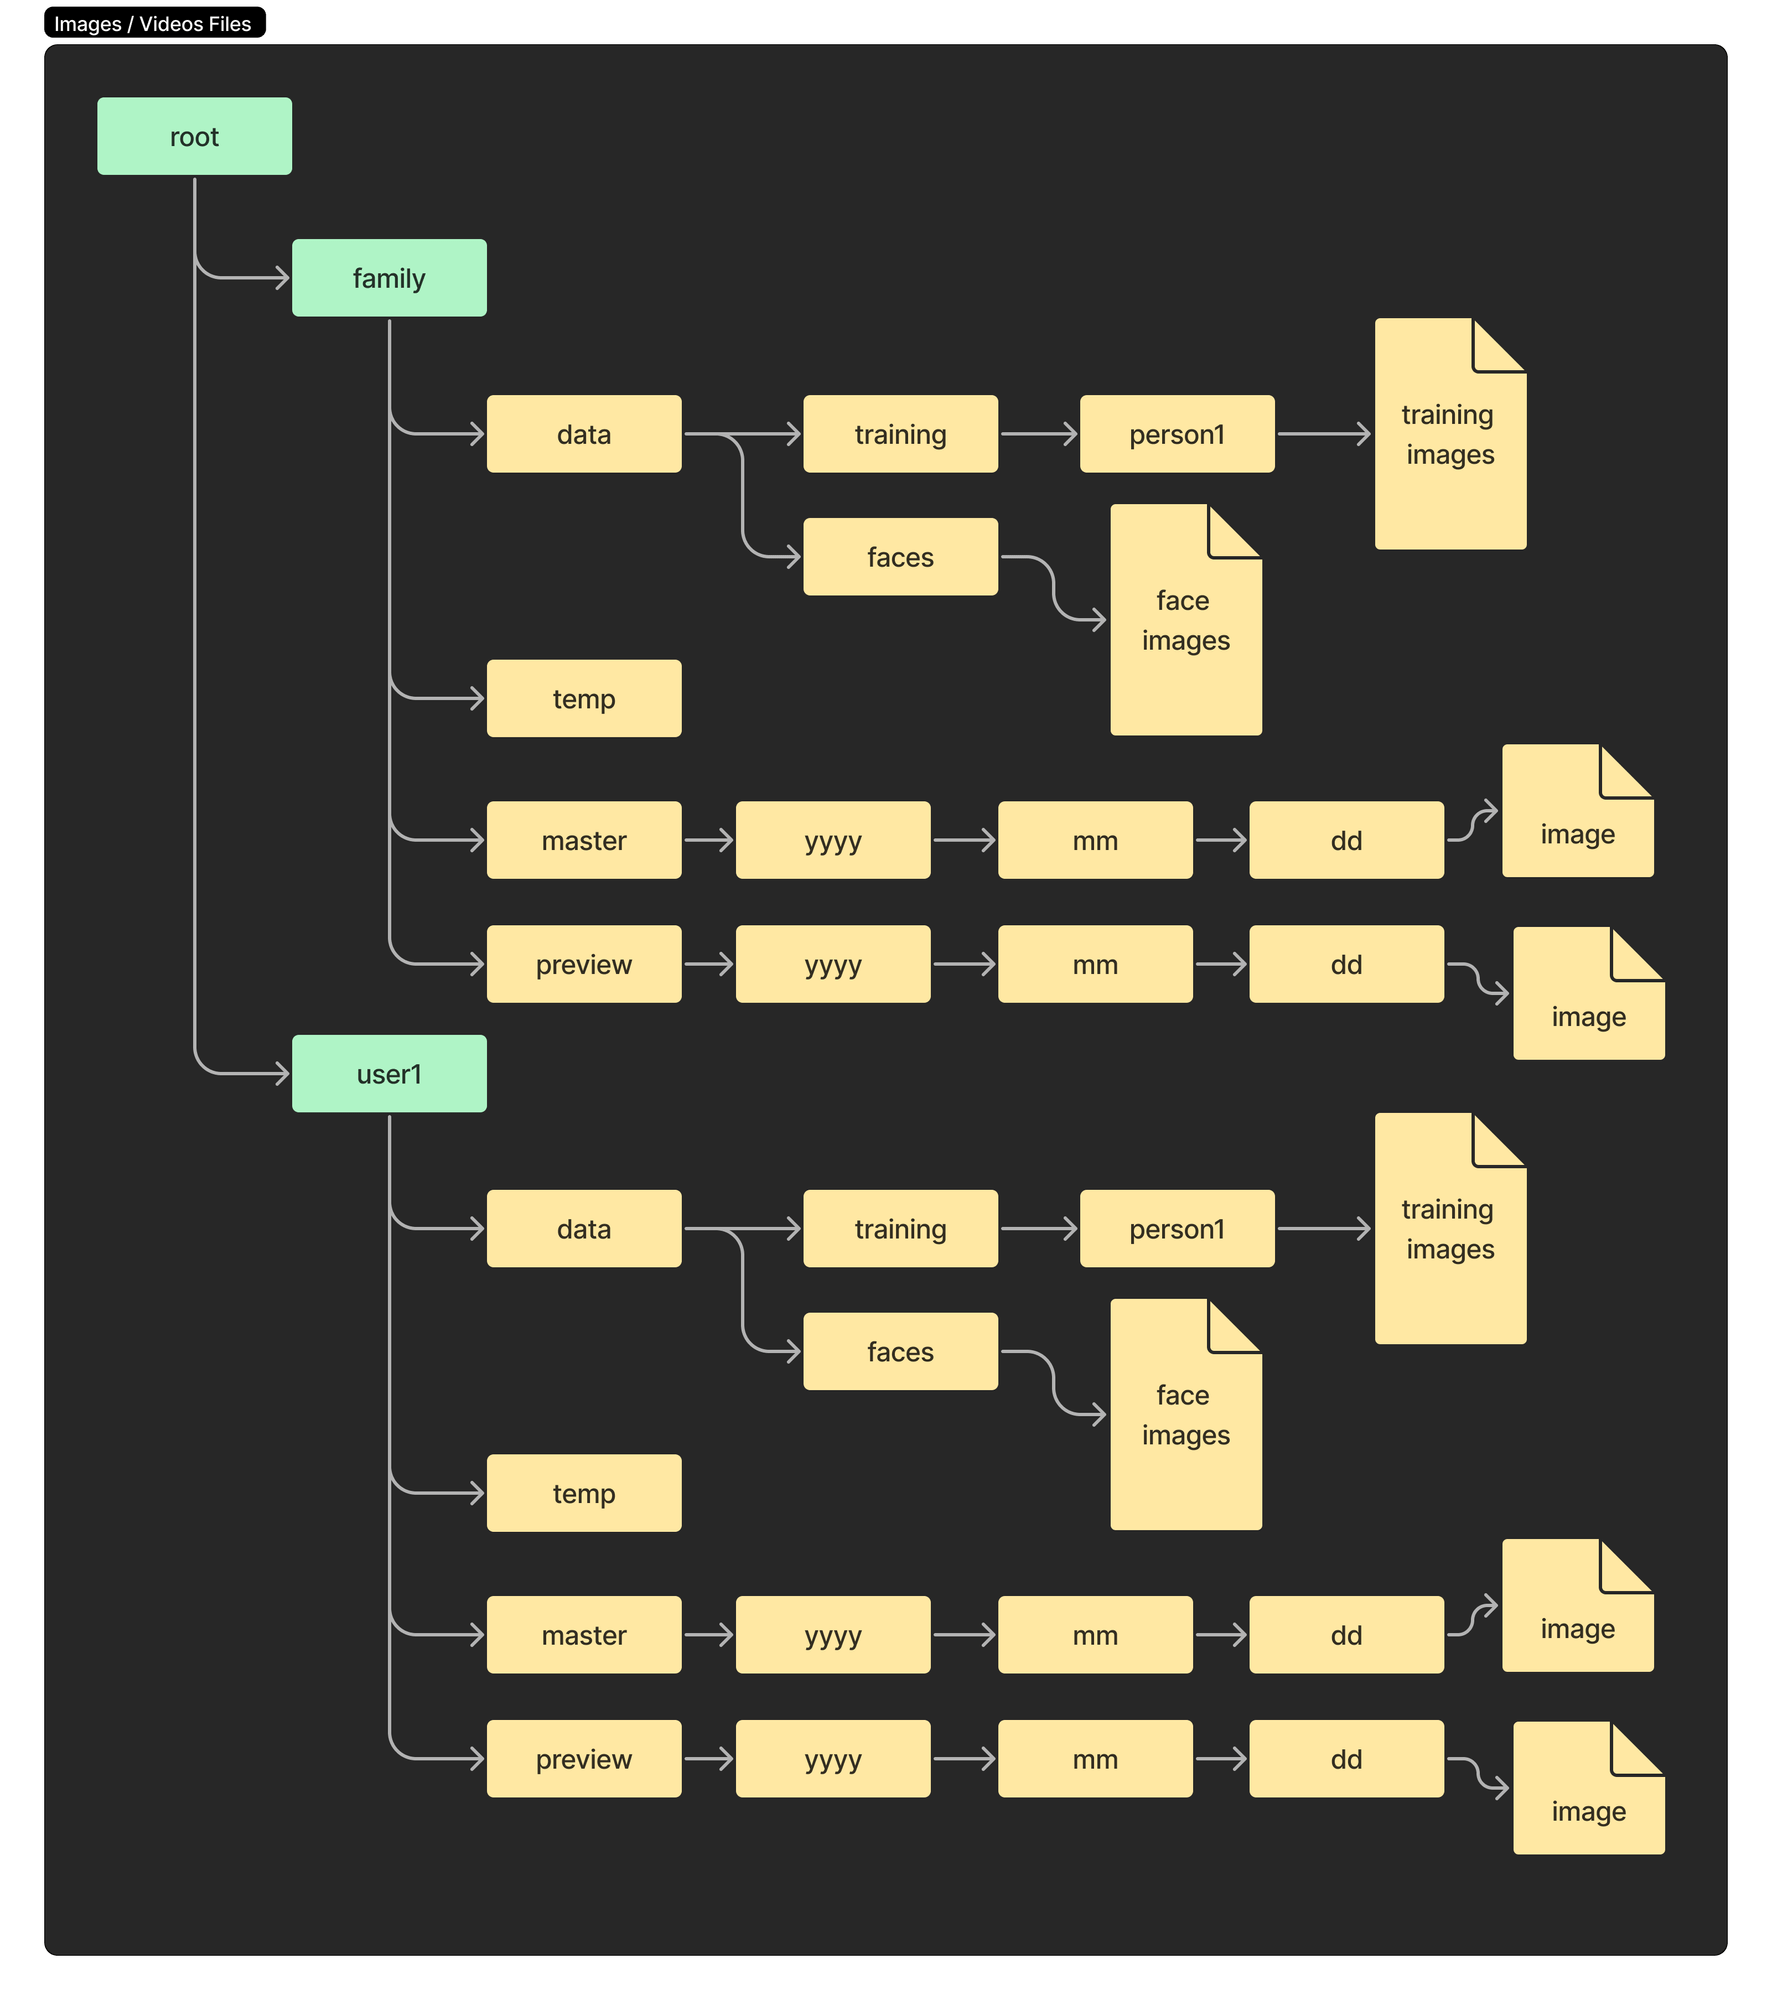 Images / Videos Files
root
family
data
training
person1
training
images
faces
face
images
temp
master
yyyy
mm
dd
image
preview
yyyy
mm
dd
image
user1
data
training
person1
training
images
faces
face
images
temp
master
yyyy
mm
dd
image
preview
yyyy
mm
dd
image